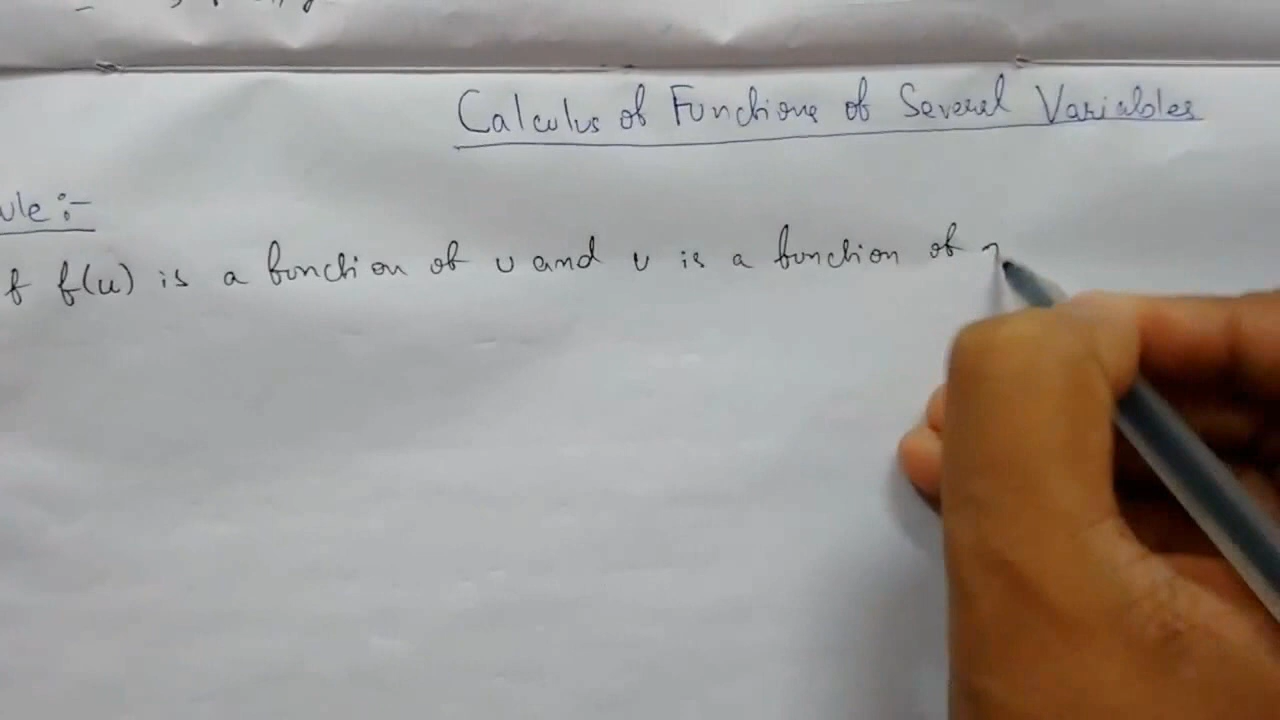 Calculus of Functions of Several Variables
ule:-
f f(u) is a function of u and u is a function of